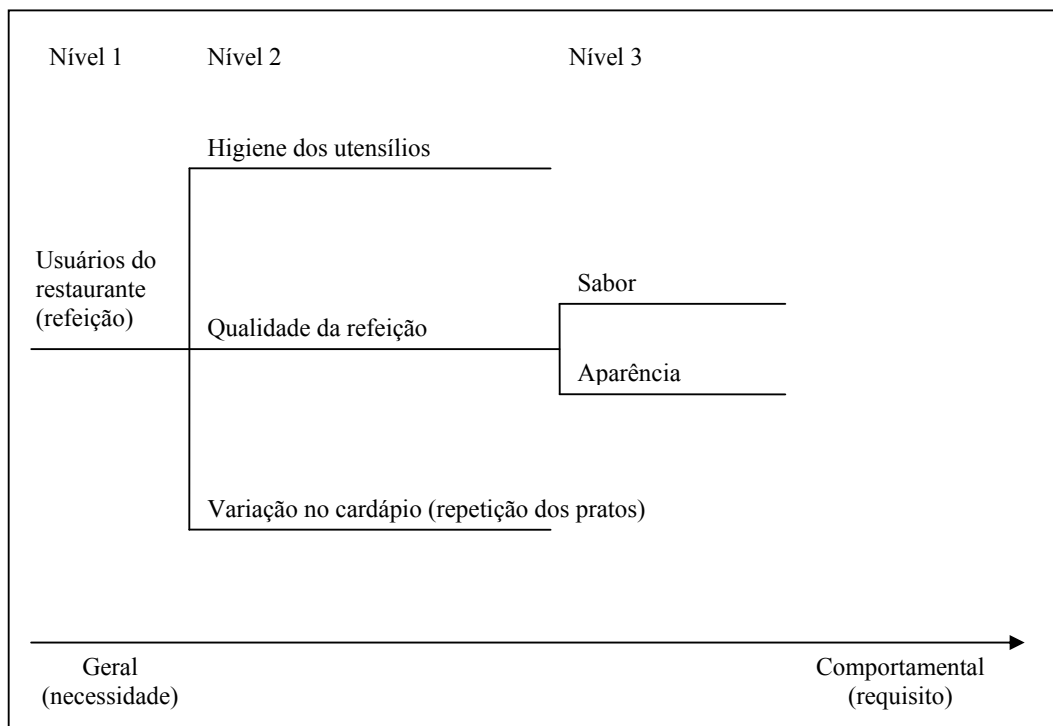 Nível 1
Nível 2
Nível 3
Higiene dos utensílios
Usuários do
restaurante
(refeição)
Qualidade da refeição
Sabor
Aparência
Variação no cardápio (repetição dos pratos)
Geral
(necessidade)
Comportamental
(requisito)